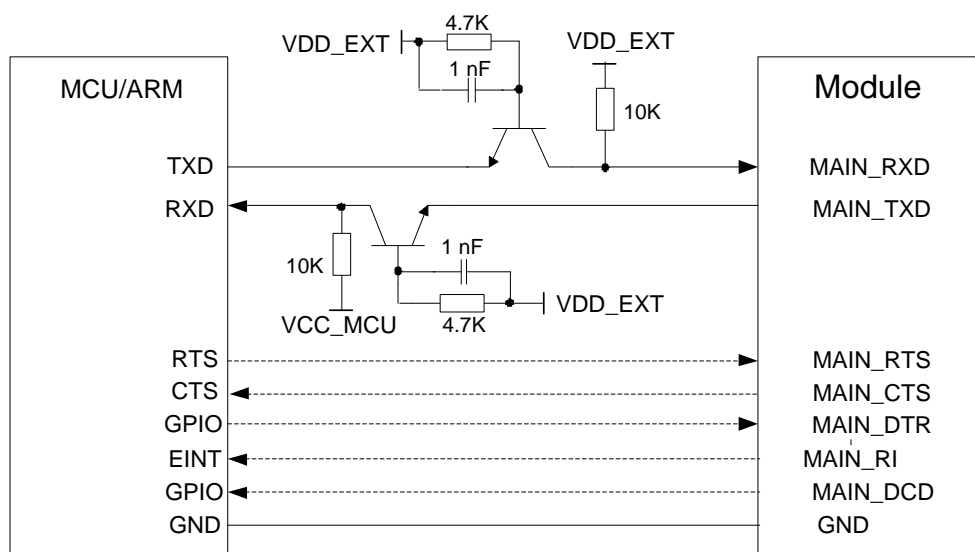 4.7K
VDD_EXT
VDD_EXT
1 nF
MCU/ARM
Module
10K
TXD
MAIN_RXD
RXD
MAIN_TXD
1 nF
10K
VDD_EXT
VCC_MCU
4.7K
RTS
MAIN_RTS
CTS
MAIN_CTS
GPIO
MAIN_DTR
EINT
MAIN_RI
GPIO
MAIN_DCD
GND
GND